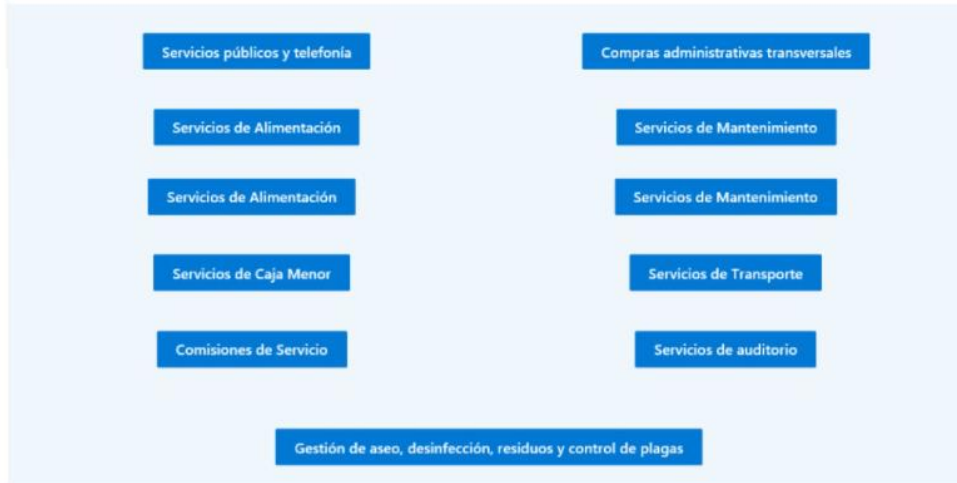 Servicios públicos y telefonía
Compras administrativas transversales
Servicios de Alimentación
Servicios de Mantenimiento
Servicios de Alimentación
Servicios de Mantenimiento
Servicios de Caja Menor
Servicios de Transporte
Comisiones de Servicio
Servicios de auditorio
Gestión de aseo, desinfección, residuos y control de plagas